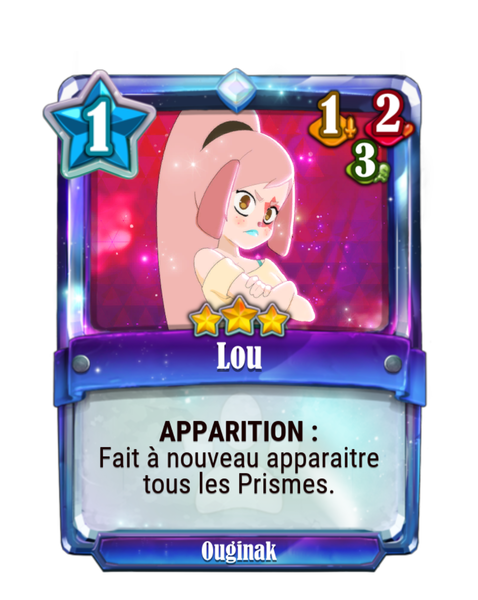 1
1
2
3
Lou
APPARITION :
Fait à nouveau apparaitre
tous les Prismes.
Ouginak